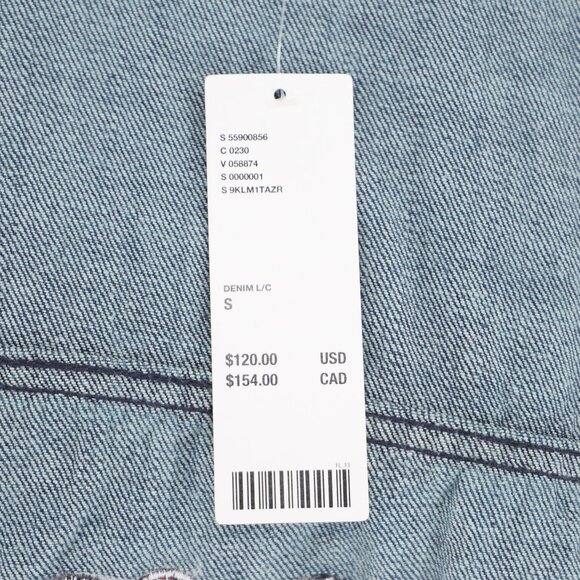 S 55900856
C 0230
V 058874
S 0000001
S 9KLM1TAZR
DENIM L/C
S
$120.00 USD
$154.00 CAD